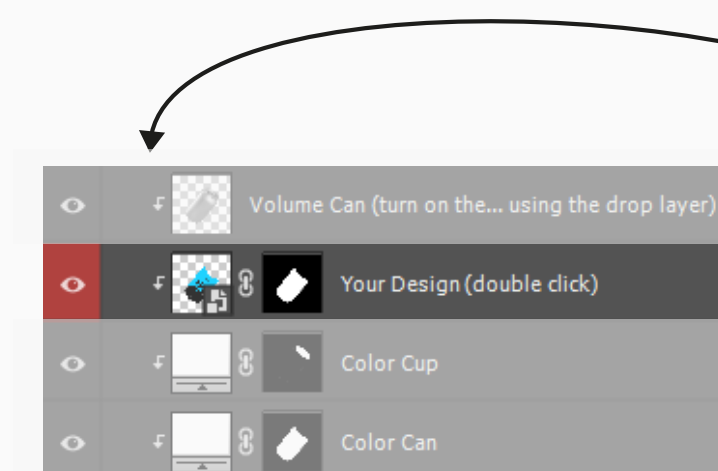 Volume Can (turn on the... using the drop layer)
Your Design (double click)
Color Cup
Color Can